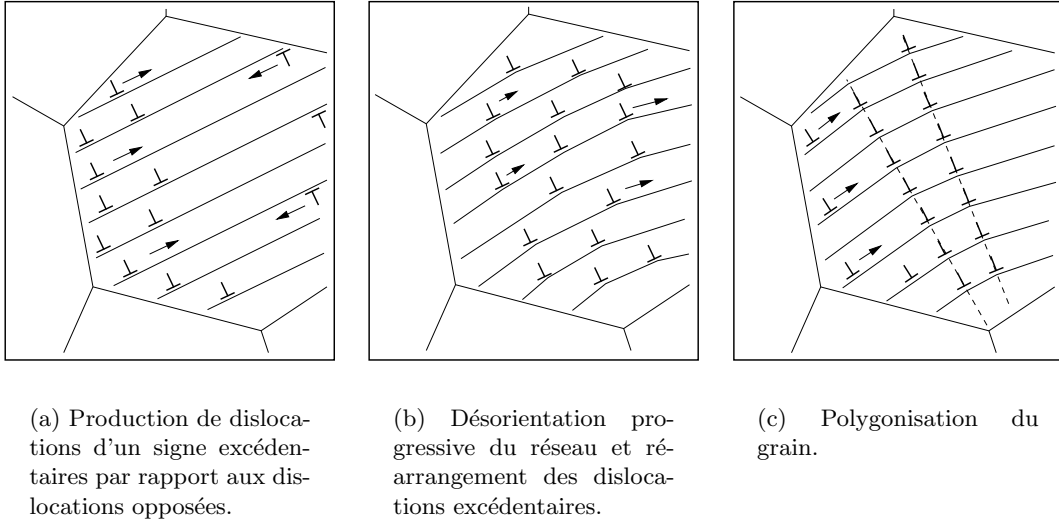 (a) Production de disloca-
tions d'un signe excéden-
taires par rapport aux dis-
locations opposées.
(b) Désorientation pro-
gressive du réseau et ré-
arrangement des disloca-
tions excédentaires.
(c) Polygonisation du
grain.